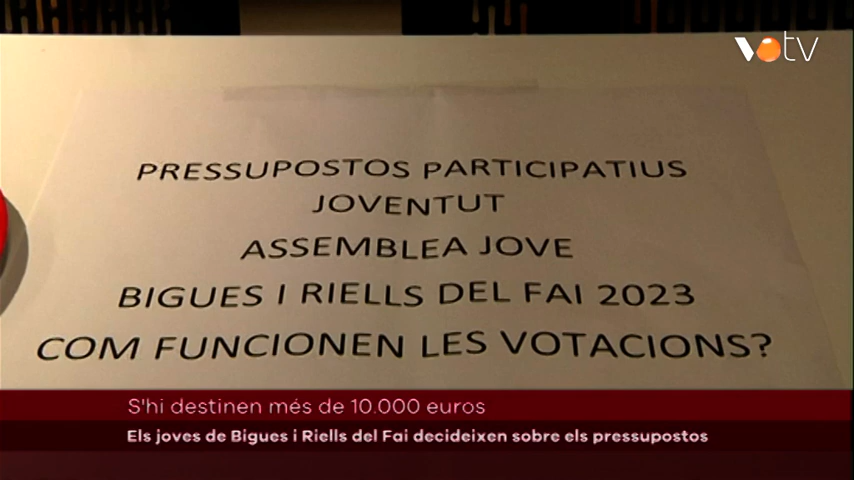 VOTV
PRESSUPOSTOS PARTICIPATIUS
JOVENTUT
ASSEMBLEA JOVE
BIGUES I RIELLS DEL FAI 2023
COM FUNCIONEN LES VOTACIONS?
S'hi destinen més de 10.000 euros
Els joves de Bigues i Riells del Fai decideixen sobre els pressupostos